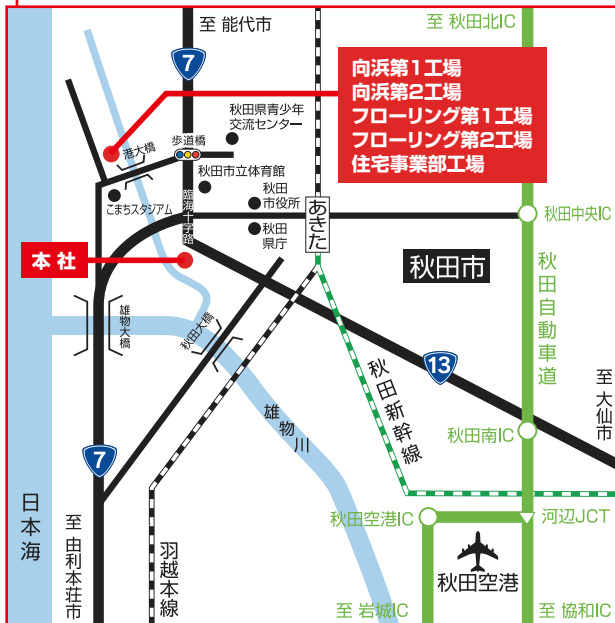 至 能代市
至 秋田北IC
7
向浜第1工場
向浜第2工場
フローリング第1工場
フローリング第2工場
住宅事業部工場
秋田県青少年
交流センター
歩道橋
港大橋
秋田市立体育館
こまちスタジアム
秋田
市役所
臨海十字路
あきた
秋田中央IC
秋田
県庁
本社
秋田市
秋田自動車道
雄物大橋
秋田大橋
13
至 大仙市
秋田新幹線
雄物川
秋田南IC
7
日本海
至 由利本荘市
羽越本線
秋田空港IC
河辺JCT
秋田空港
至 岩城IC
至 協和IC